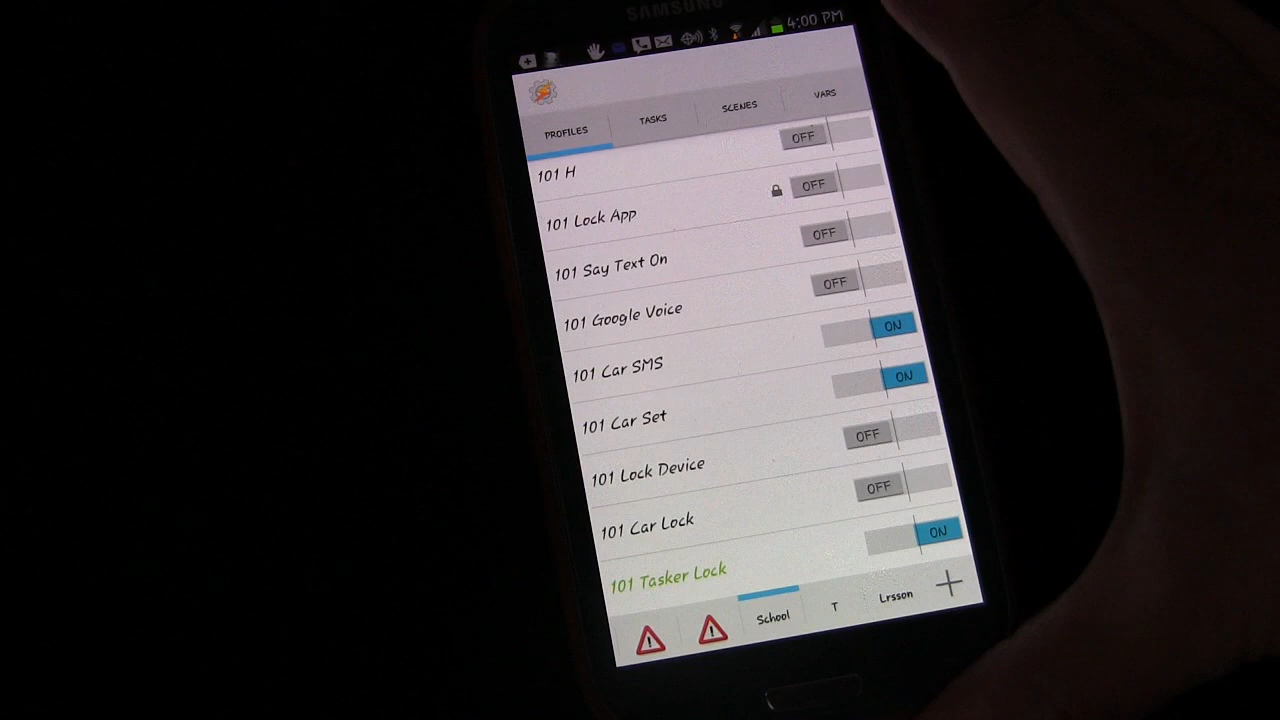 SAMSUNG
4:00 PM
PROFILES TASKS SCENES VARS
OFF
101 H
OFF
101 Lock App
OFF
101 Say Text On
OFF
101 Google Voice
ON
101 Car SMS
ON
101 Car Set
OFF
101 Lock Device
OFF
101 Car Lock
ON
101 Tasker Lock
School T Lrsson